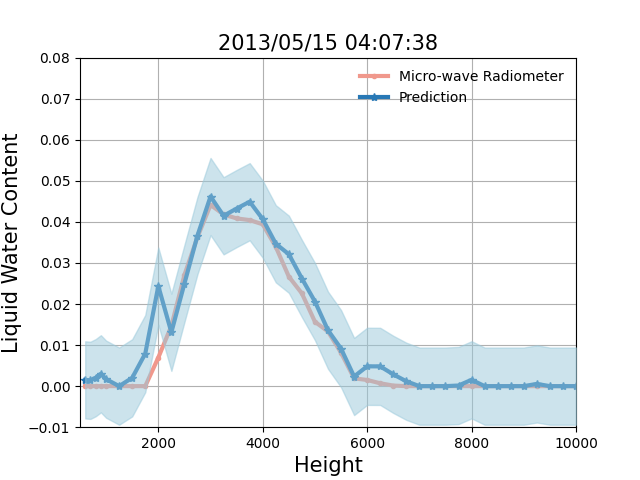 2013/05/15 04:07:38
0.08
0.07
0.06
0.05
0.04
0.03
0.02
0.01
0.00
−0.01
Liquid Water Content
Micro-wave Radiometer
Prediction
2000 4000 6000 8000 10000
Height